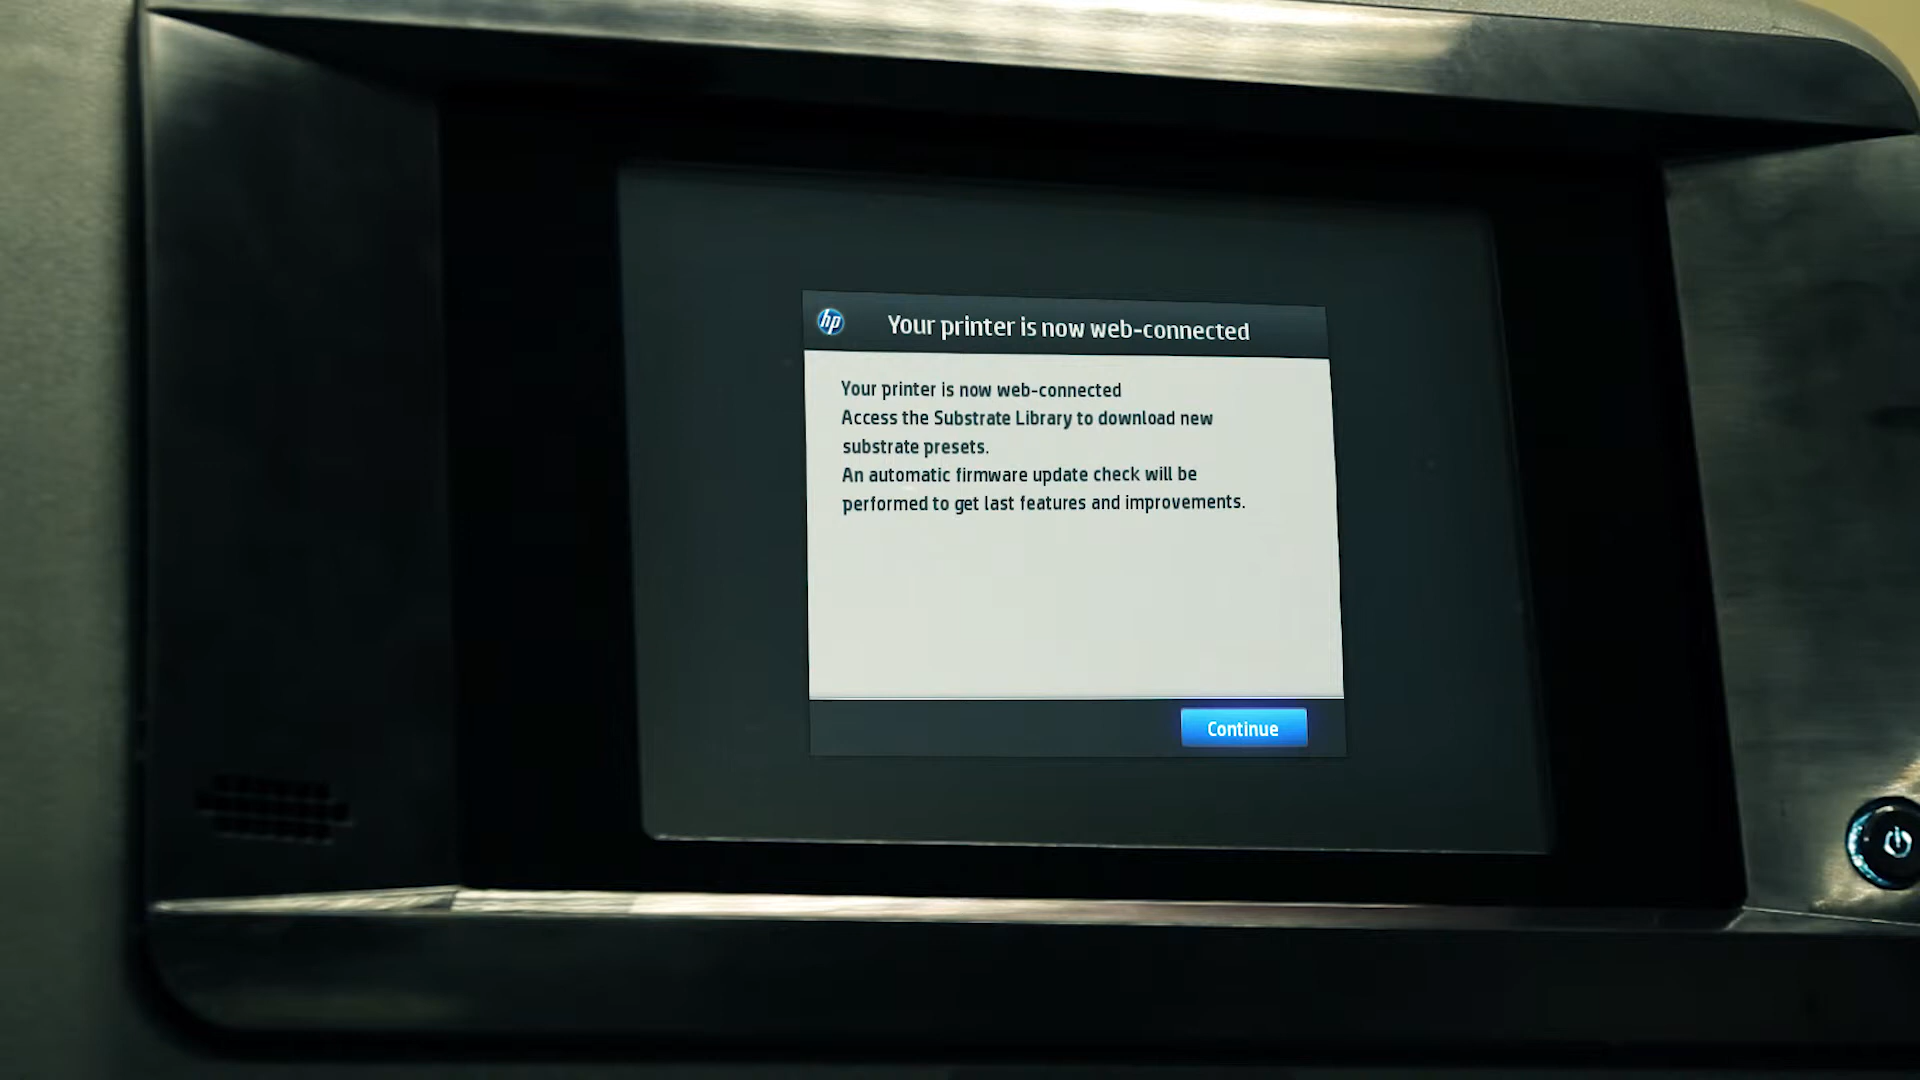 hp Your printer is now web-connected
Your printer is now web-connected
Access the Substrate Library to download new
substrate presets.
An automatic firmware update check will be
performed to get last features and improvements.
Continue